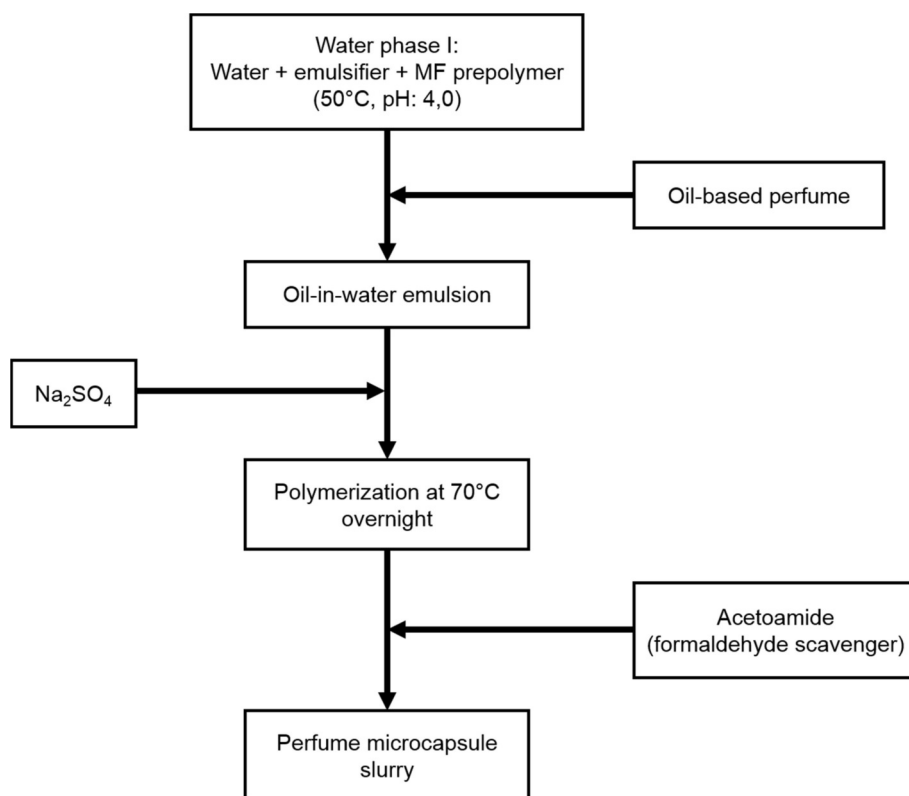 Water phase I:
Water + emulsifier + MF prepolymer
(50°C, pH: 4,0)
Oil-based perfume
Oil-in-water emulsion
Na₂SO₄
Polymerization at 70°C
overnight
Acetoamide
(formaldehyde scavenger)
Perfume microcapsule
slurry